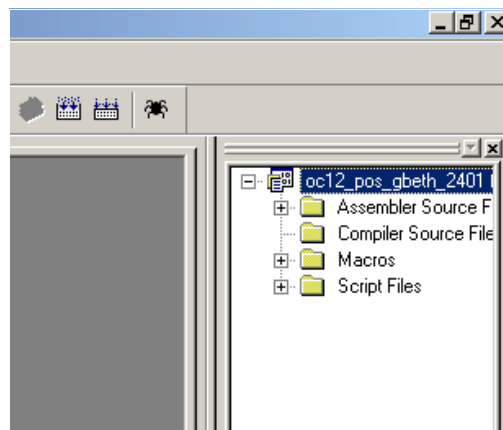 oc12_pos_gbeth_2401
Assembler Source F
Compiler Source File
Macros
Script Files